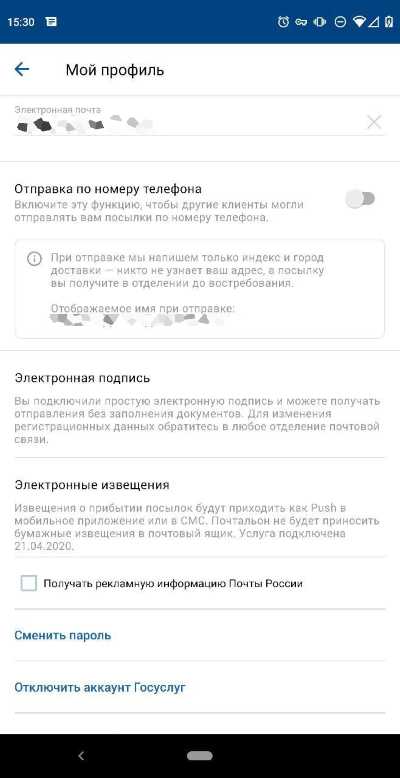 15:30
Мой профиль
Электронная почта
Отправка по номеру телефона
Включите эту функцию, чтобы другие клиенты могли
отправлять вам посылки по номеру телефона.
При отправке мы напишем только индекс и город
доставки — никто не узнает ваш адрес, а посылку
вы получите в отделении до востребования.
Отображаемое имя при отправке:
Электронная подпись
Вы подключили простую электронную подпись и можете получать
отправления без заполнения документов. Для изменения
регистрационных данных обратитесь в любое отделение почтовой
связи.
Электронные извещения
Извещения о прибытии посылок будут приходить как Push в
мобильное приложение или в СМС. Почтальон не будет приносить
бумажные извещения в почтовый ящик. Услуга подключена
21.04.2020.
Получать рекламную информацию Почты России
Сменить пароль
Отключить аккаунт Госуслуг